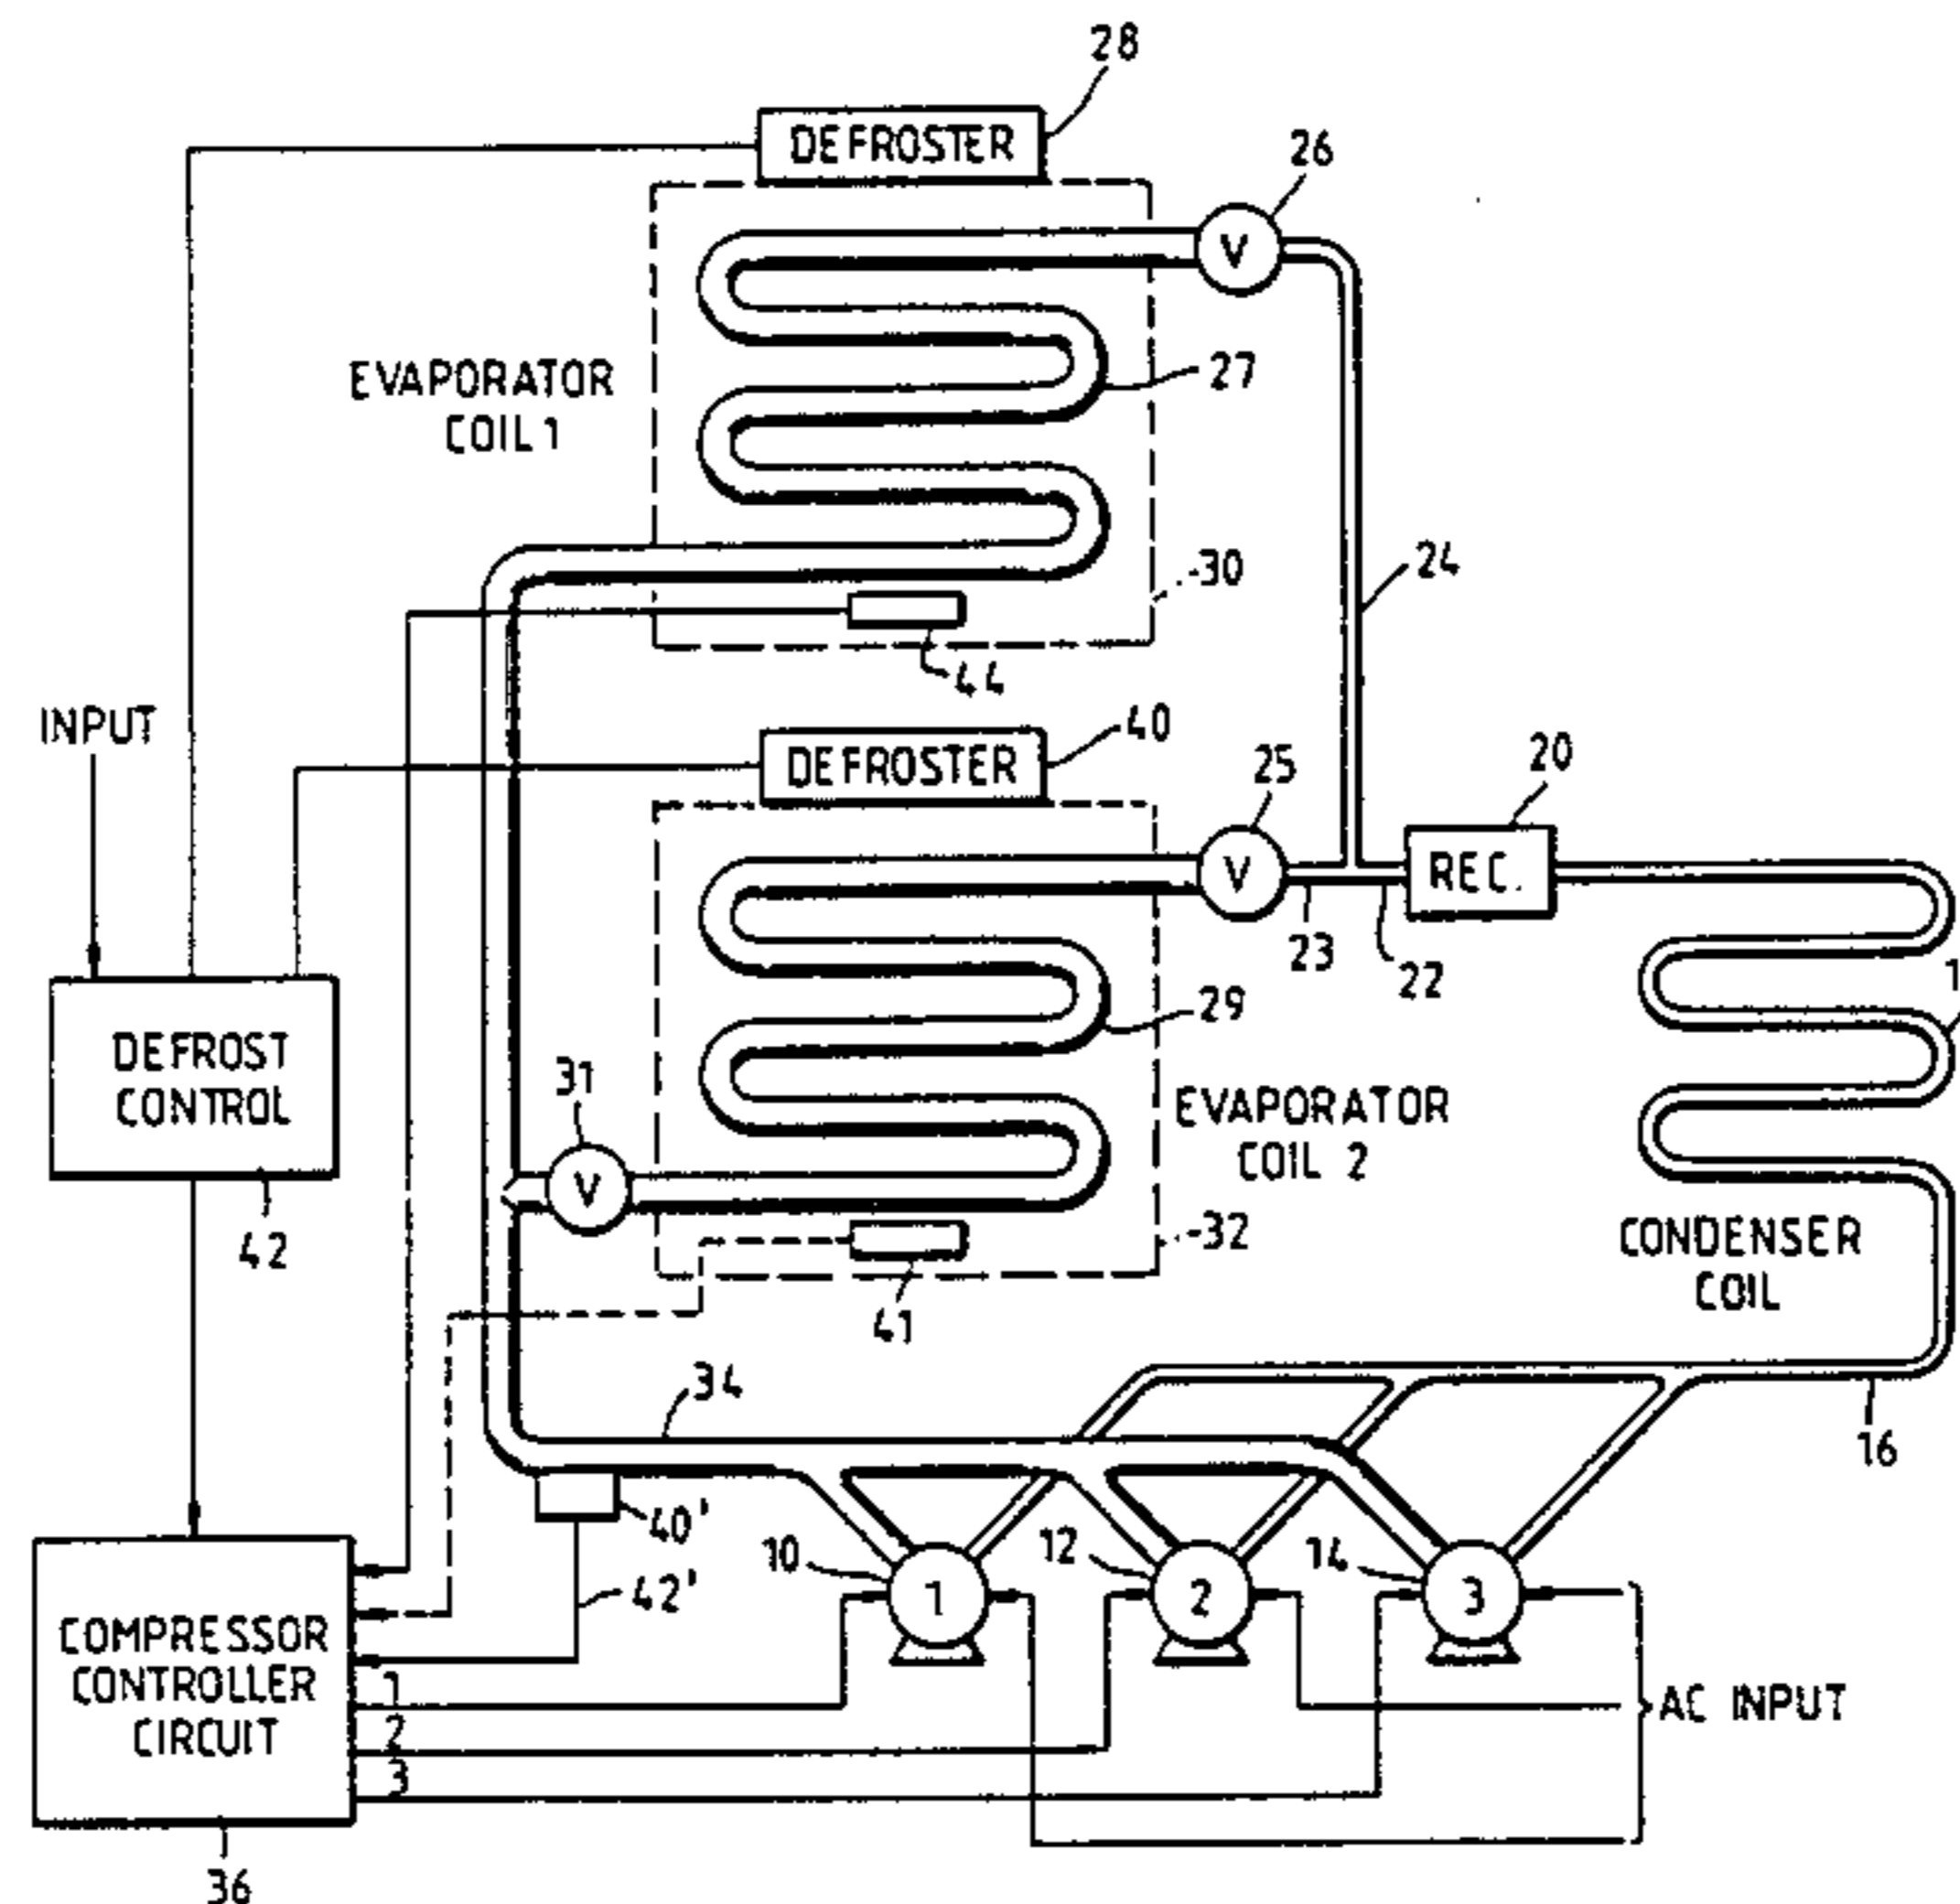 28
DEFROSTER
26
V
EVAPORATOR
COIL 1
27
24
30
44
INPUT
40
DEFROSTER
25
20
V
REC.
23
22
29
DEFROST
CONTROL
31
EVAPORATOR
COIL 2
V
42
32
CONDENSER
COIL
41
34
16
40'
10
12
14
1
2
3
42'
COMPRESSOR
CONTROLLER
CIRCUIT
1
2
3
AC INPUT
36